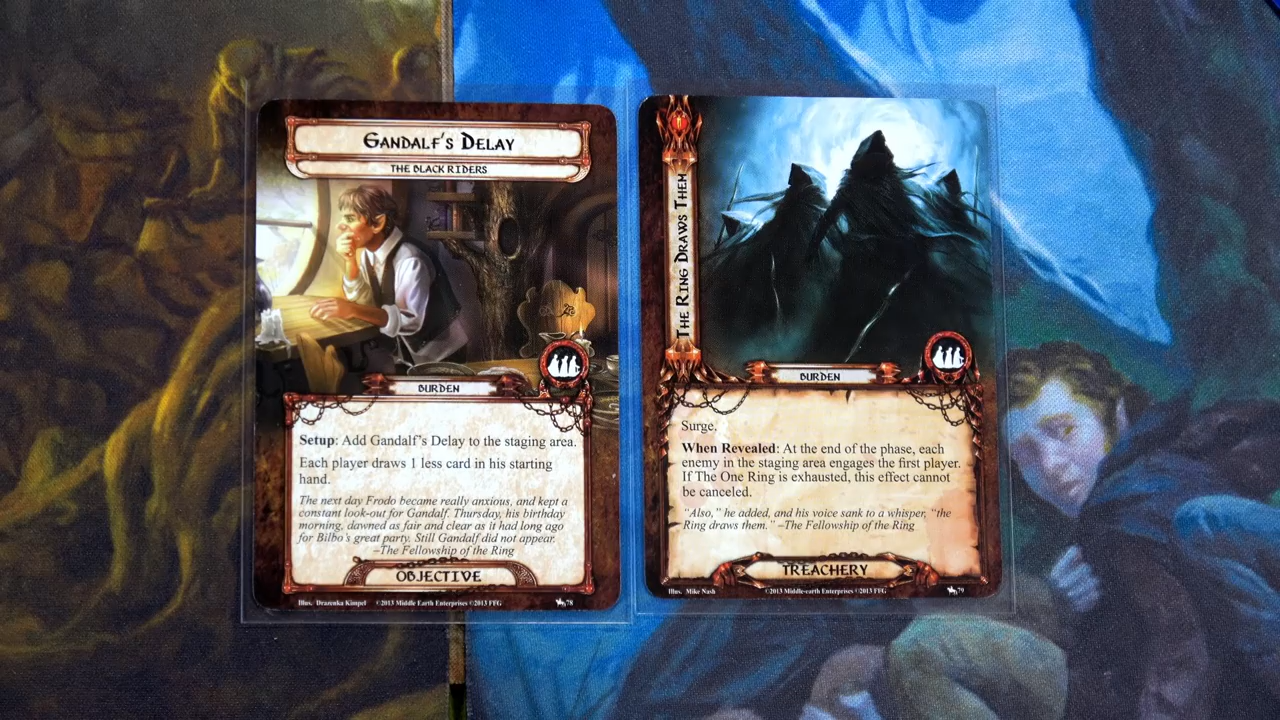 GANDALF'S DELAY
THE BLACK RIDERS
BURDEN
Setup: Add Gandalf's Delay to the staging area.
Each player draws 1 less card in his starting
hand.
The next day Frodo became really anxious, and kept a
constant look-out for Gandalf. Thursday, his birthday
morning, dawned as fair and clear as it had long ago
for Bilbo's great party. Still Gandalf did not appear.
–The Fellowship of the Ring
OBJECTIVE
Illus. Drazenka Kimpel ©2013 Middle Earth Enterprises ©2013 FFG 78
THE RING DRAWS THEM
BURDEN
Surge.
When Revealed: At the end of the phase, each
enemy in the staging area engages the first player.
If The One Ring is exhausted, this effect cannot
be canceled.
"Also," he added, and his voice sank to a whisper, "the
Ring draws them." –The Fellowship of the Ring
TREACHERY
Illus. Mike Nash ©2013 Middle-earth Enterprises ©2013 FFG 79